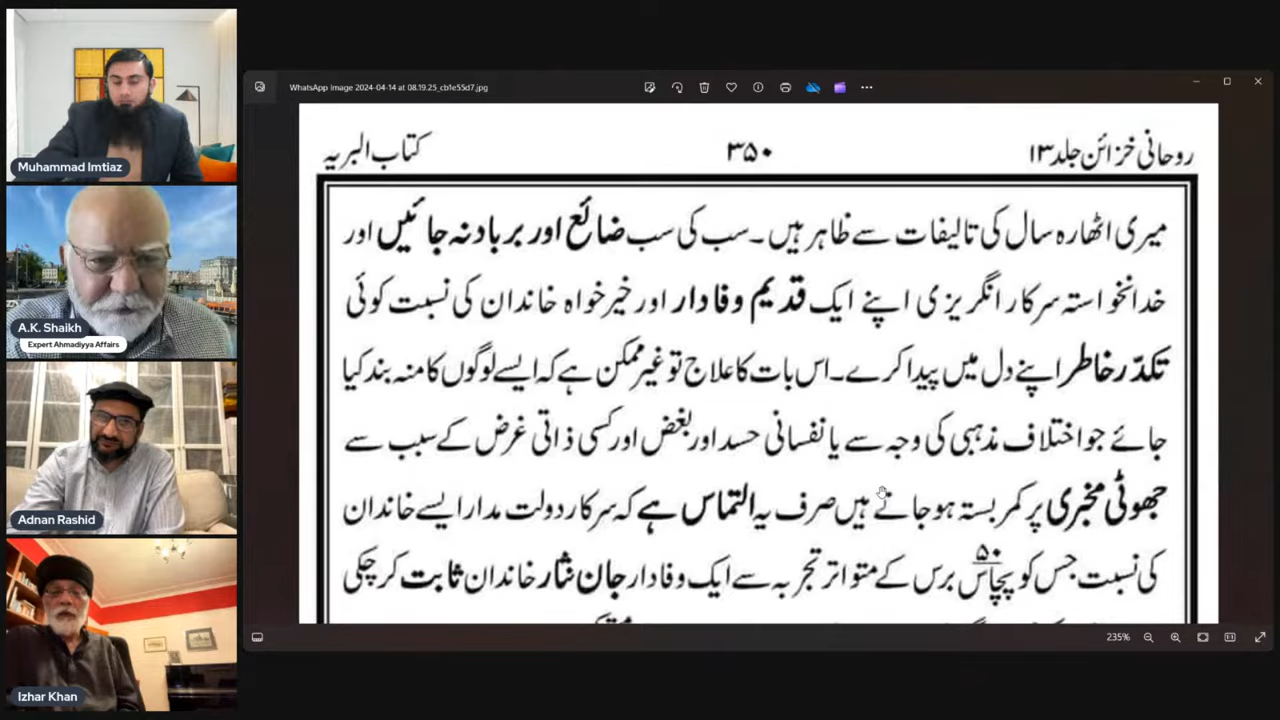 WhatsApp Image 2024-04-14 at 08.19.25_cb1e55d7.jpg
روحانی خزائن جلد ۱۳
۳۵۰
کتاب البریہ
میری اٹھارہ سال کی تالیفات سے ظاہر ہیں۔ سب کی سب ضائع اور برباد نہ جائیں اور
خدانخواستہ سرکار انگریزی اپنے ایک قدیم وفادار اور خیرخواہ خاندان کی نسبت کوئی
تکدّر خاطر اپنے دل میں پیدا کرے۔ اس بات کا علاج تو غیر ممکن ہے کہ ایسے لوگوں کا منہ بند کیا
جائے جو اختلاف مذہبی کی وجہ سے یا نفسانی حسد اور بغض اور کسی ذاتی غرض کے سبب سے
جھوٹی مخبری پر کمر بستہ ہو جاتے ہیں صرف یہ التماس ہے کہ سرکار دولت مدار ایسے خاندان
کی نسبت جس کو پچاس ۵۰ برس کے متواتر تجربہ سے ایک وفادار جان نثار خاندان ثابت کر چکی
Muhammad Imtiaz
A.K. Shaikh
Expert Ahmadiyya Affairs
Adnan Rashid
Izhar Khan
235%